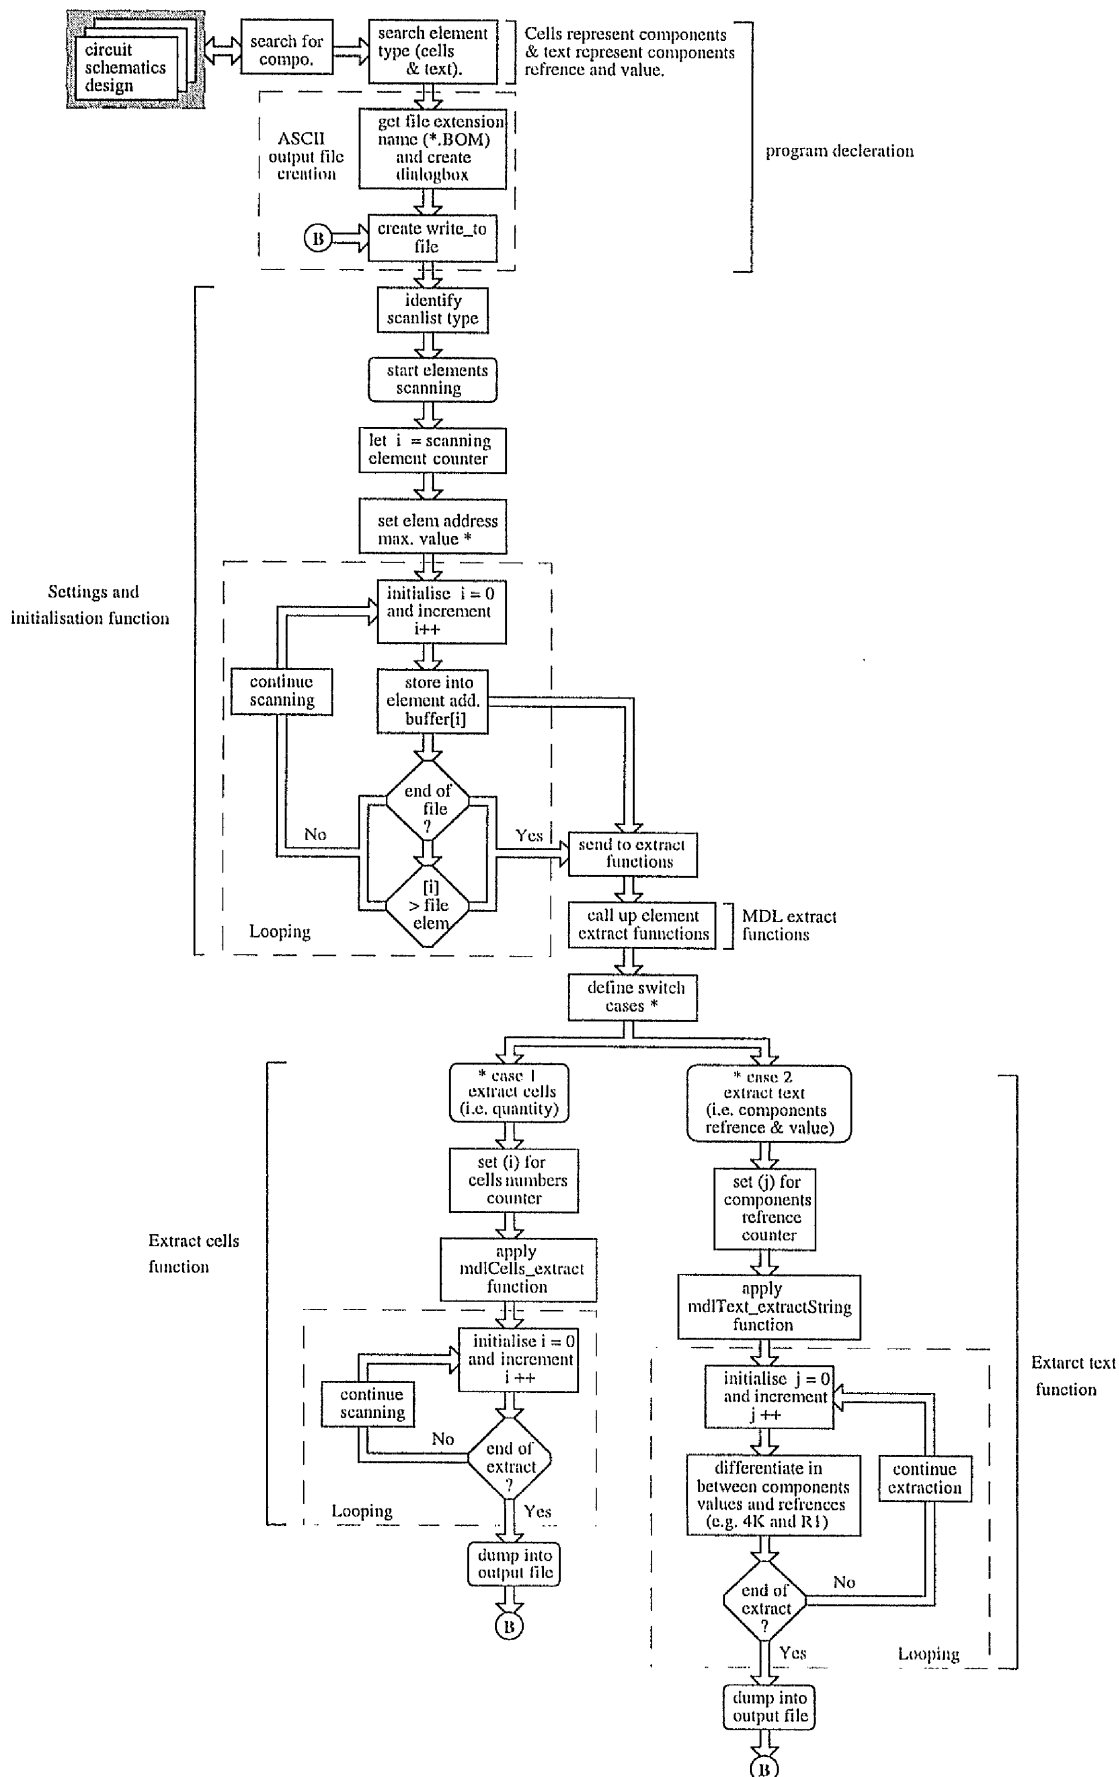 circuit
schematics
design
search for
compo.
search element
type (cells
& text).
Cells represent components
& text represent components
refrence and value.
ASCII
output file
creation
get file extension
name (*.BOM)
and create
dialogbox
program decleration
B
create write_to
file
identify
scanlist type
start elements
scanning
let i = scanning
element counter
set elem address
max. value *
Settings and
initialisation function
initialise i = 0
and increment
i++
continue
scanning
store into
element add.
buffer[i]
end of
file
?
No
Yes
[i]
> file
elem
Looping
send to extract
functions
call up element
extract funnctions
MDL extract
functions
define switch
cases *
* case 1
extract cells
(i.e. quantity)
* case 2
extract text
(i.e. components
refrence & value)
set (i) for
cells numbers
counter
set (j) for
components
refrence
counter
Extract cells
function
apply
mdlCells_extract
function
apply
mdlText_extractString
function
initialise i = 0
and increment
i ++
continue
scanning
No
end of
extract
?
Looping
Yes
dump into
output file
B
Extarct text
function
initialise j = 0
and increment
j ++
differentiate in
between components
values and refrences
(e.g. 4K and R1)
continue
extraction
end of
extract
?
No
Yes
Looping
dump into
output file
B